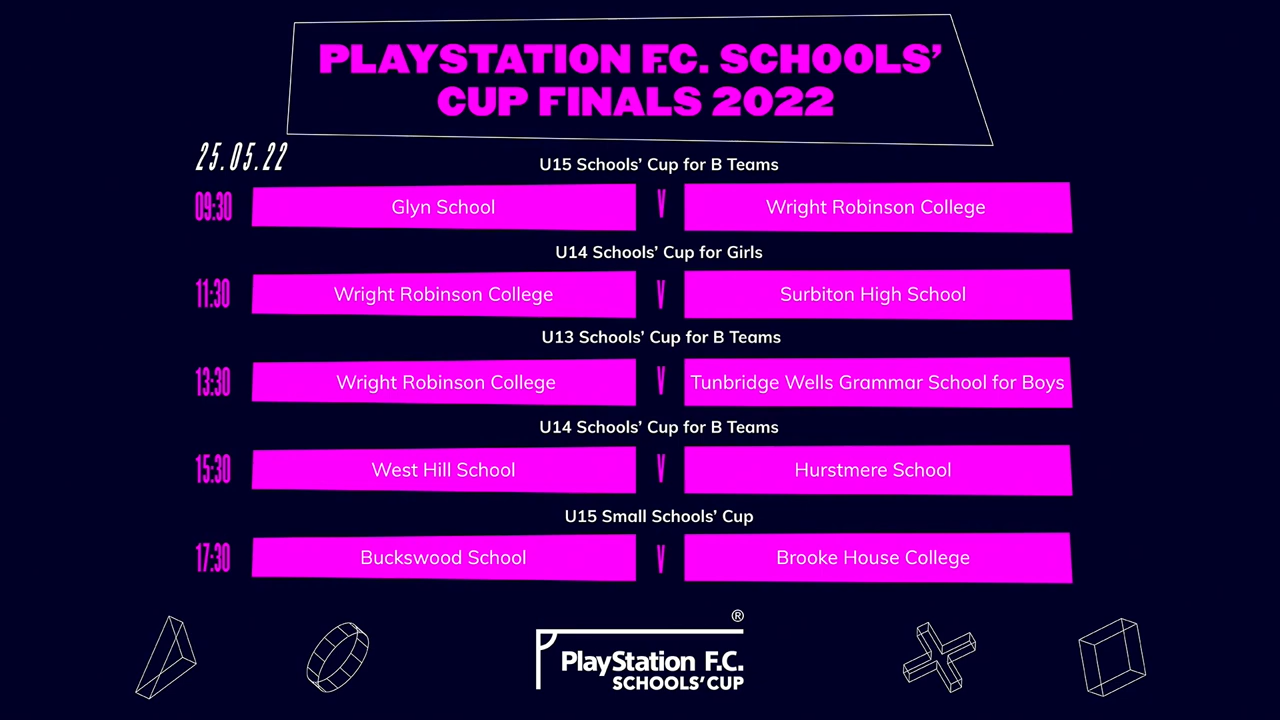 PLAYSTATION F.C. SCHOOLS’
CUP FINALS 2022
25.05.22
U15 Schools’ Cup for B Teams
09:30 Glyn School V Wright Robinson College
U14 Schools’ Cup for Girls
11:30 Wright Robinson College V Surbiton High School
U13 Schools’ Cup for B Teams
13:30 Wright Robinson College V Tunbridge Wells Grammar School for Boys
U14 Schools’ Cup for B Teams
15:30 West Hill School V Hurstmere School
U15 Small Schools’ Cup
17:30 Buckswood School V Brooke House College
®
PlayStation F.C.
SCHOOLS’ CUP